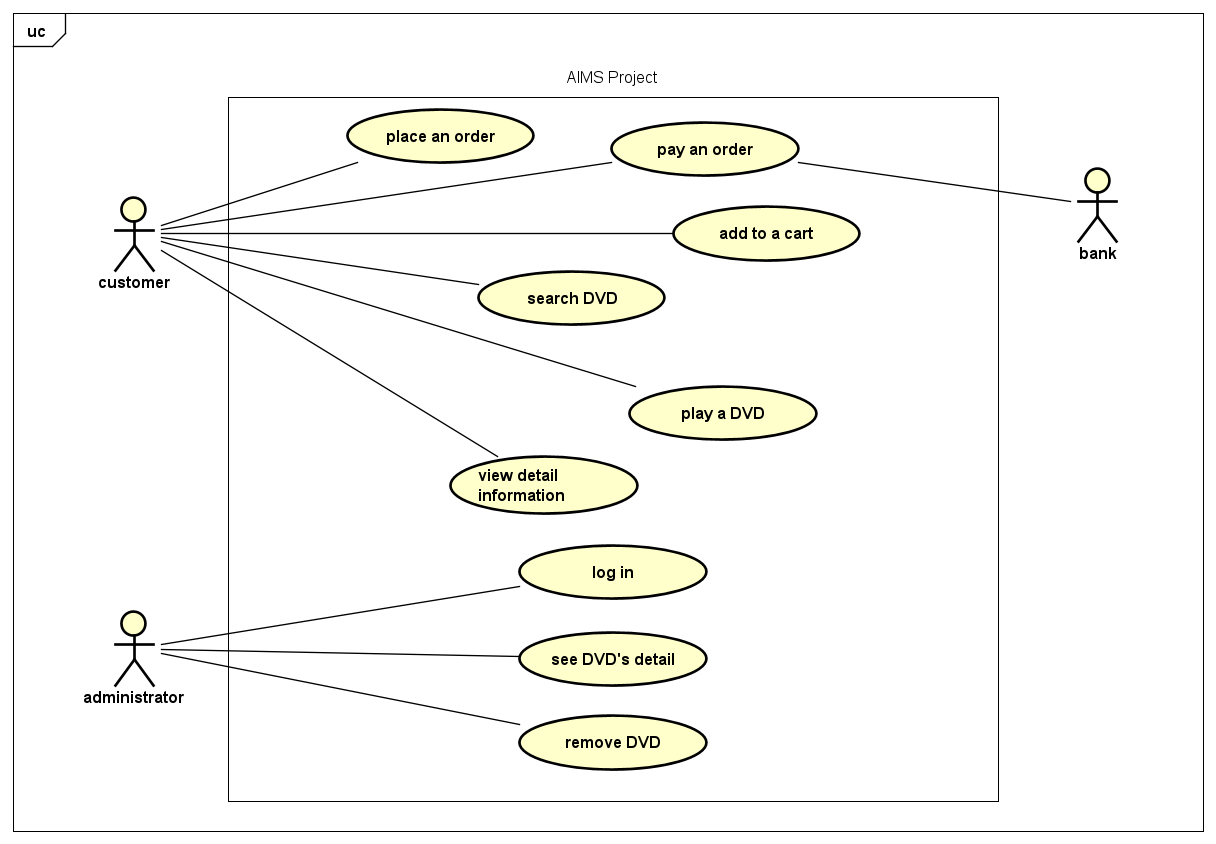 uc
AIMS Project
place an order
pay an order
add to a cart
customer
bank
search DVD
play a DVD
view detail
information
log in
see DVD's detail
administrator
remove DVD